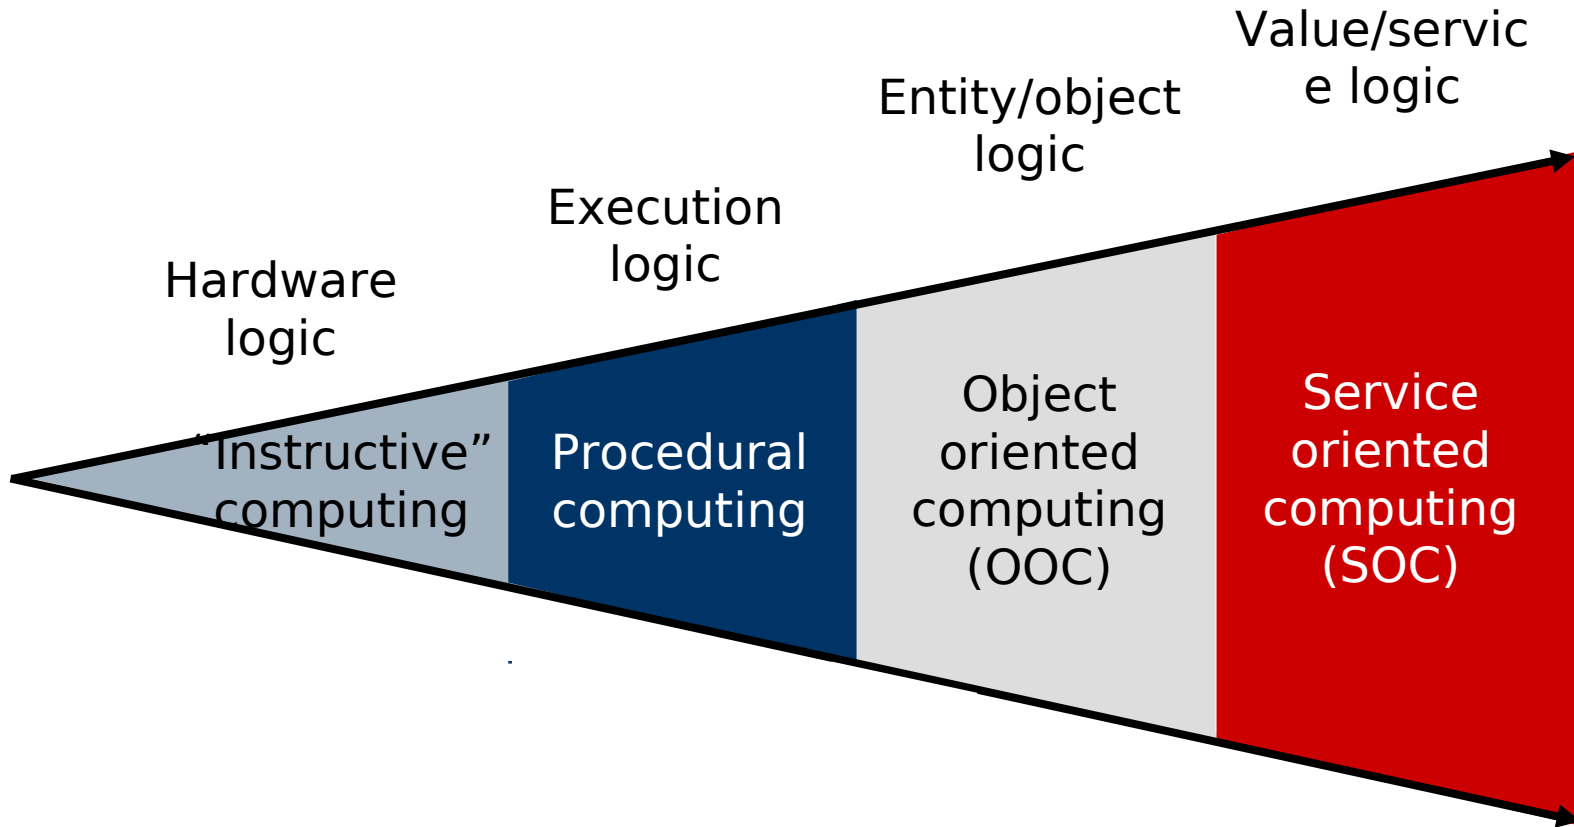 Value/servic
e logic
Entity/object
logic
Execution
logic
Hardware
logic
“Instructive”
computing
Procedural
computing
Object
oriented
computing
(OOC)
Service
oriented
computing
(SOC)